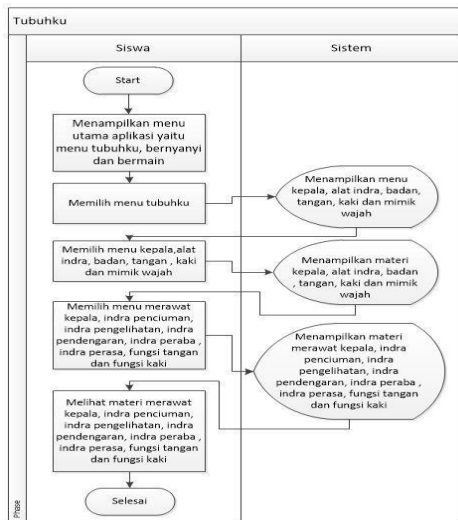 Tubuhku
Siswa
Sistem
Start
Menampilkan menu
utama aplikasi yaitu
menu tubuhku, bernyanyi
dan bermain
Memilih menu tubuhku
Menampilkan menu
kepala, alat indra, badan,
tangan, kaki dan mimik
wajah
Memilih menu kepala,alat
indra, badan, tangan , kaki
dan mimik wajah
Menampilkan materi
kepala, alat indra, badan
, tangan, kaki dan mimik
wajah
Memilih menu merawat
kepala, indra penciuman,
indra pengelihatan, indra
pendengaran, indra peraba ,
indra perasa, fungsi tangan
dan fungsi kaki
Menampilkan materi
merawat kepala, indra
penciuman, indra
pengelihatan, indra
pendengaran, indra peraba ,
indra perasa, fungsi tangan
dan fungsi kaki
Melihat materi merawat
kepala, indra penciuman,
indra pengelihatan, indra
pendengaran, indra peraba ,
indra perasa, fungsi tangan
dan fungsi kaki
Selesai
Phase